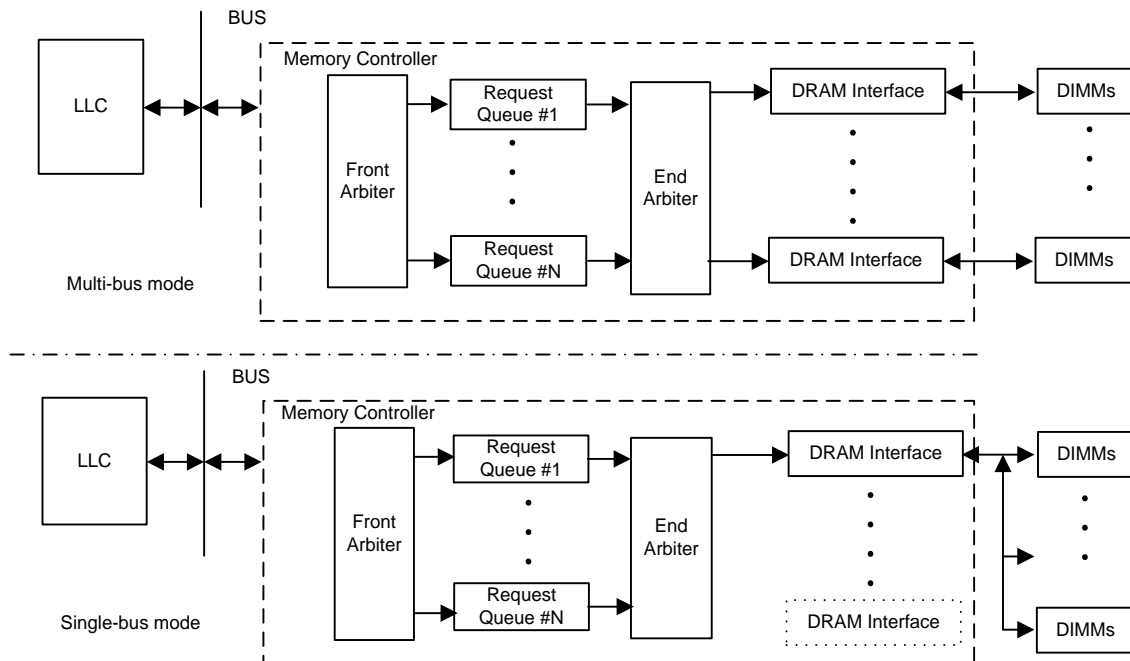 BUS
Memory Controller
LLC
Front
Arbiter
Request
Queue #1
Request
Queue #N
End
Arbiter
DRAM Interface
DRAM Interface
DIMMs
DIMMs
Multi-bus mode
BUS
Memory Controller
LLC
Front
Arbiter
Request
Queue #1
Request
Queue #N
End
Arbiter
DRAM Interface
DRAM Interface
DIMMs
DIMMs
Single-bus mode